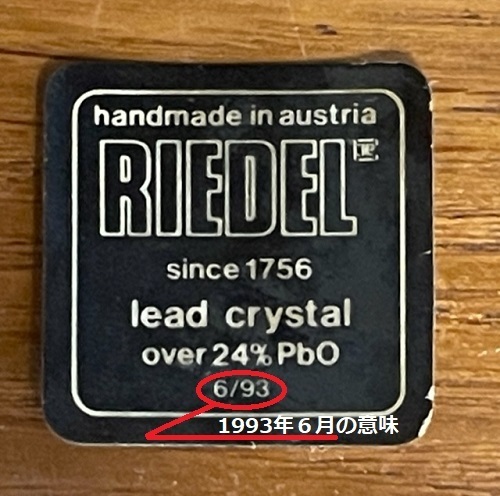 handmade in austria
RIEDEL
since 1756
lead crystal
over 24% PbO
6/93
1993年６月の意味